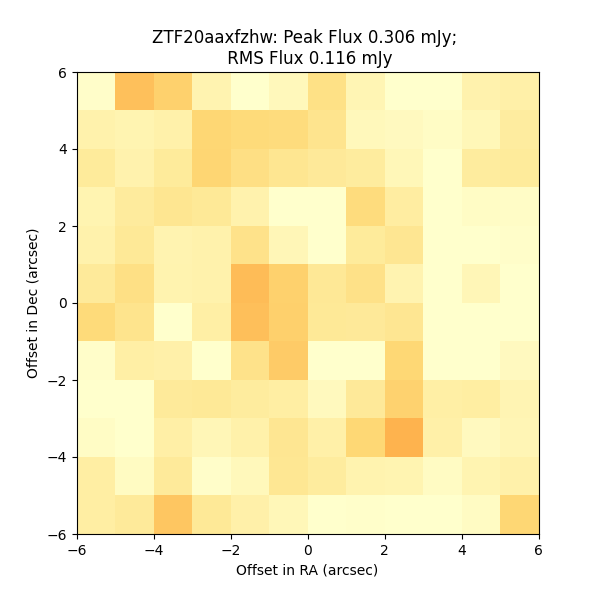 ZTF20aaxfzhw: Peak Flux 0.306 mJy;
RMS Flux 0.116 mJy
6
4
2
0
−2
−4
−6
Offset in Dec (arcsec)
−6 −4 −2 0 2 4 6
Offset in RA (arcsec)